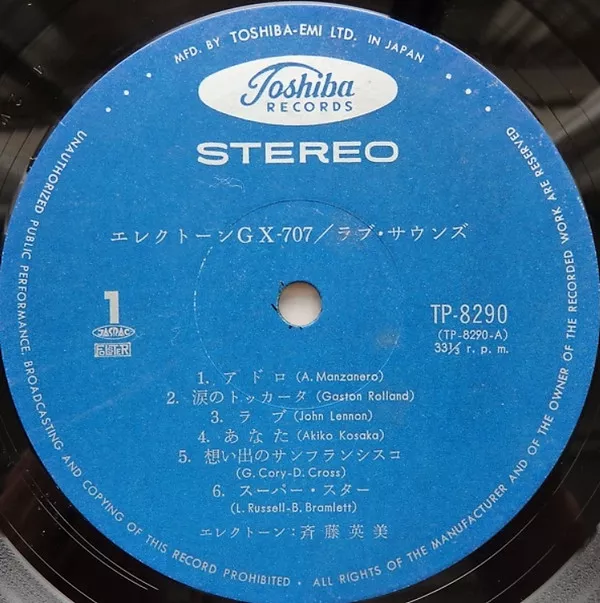 MFD. BY TOSHIBA-EMI LTD. IN JAPAN
Toshiba
RECORDS
STEREO
エレクトーンGX-707/ラブ・サウンズ
1
JASRAC
TP-8290
(TP-8290-A)
33⅓ r. p. m.
1. アドロ (A. Manzanero)
2. 涙のトッカータ (Gaston Rolland)
3. ラブ (John Lennon)
4. あなた (Akiko Kosaka)
5. 想い出のサンフランシスコ
(G. Cory-D. Cross)
6. スーパー・スター
(L. Russell-B. Bramlett)
エレクトーン:斉藤英美
UNAUTHORIZED PUBLIC PERFORMANCE, BROADCASTING AND COPYING OF THIS RECORD PROHIBITED • ALL RIGHTS OF THE MANUFACTURER AND OF THE OWNER OF THE RECORDED WORK ARE RESERVED